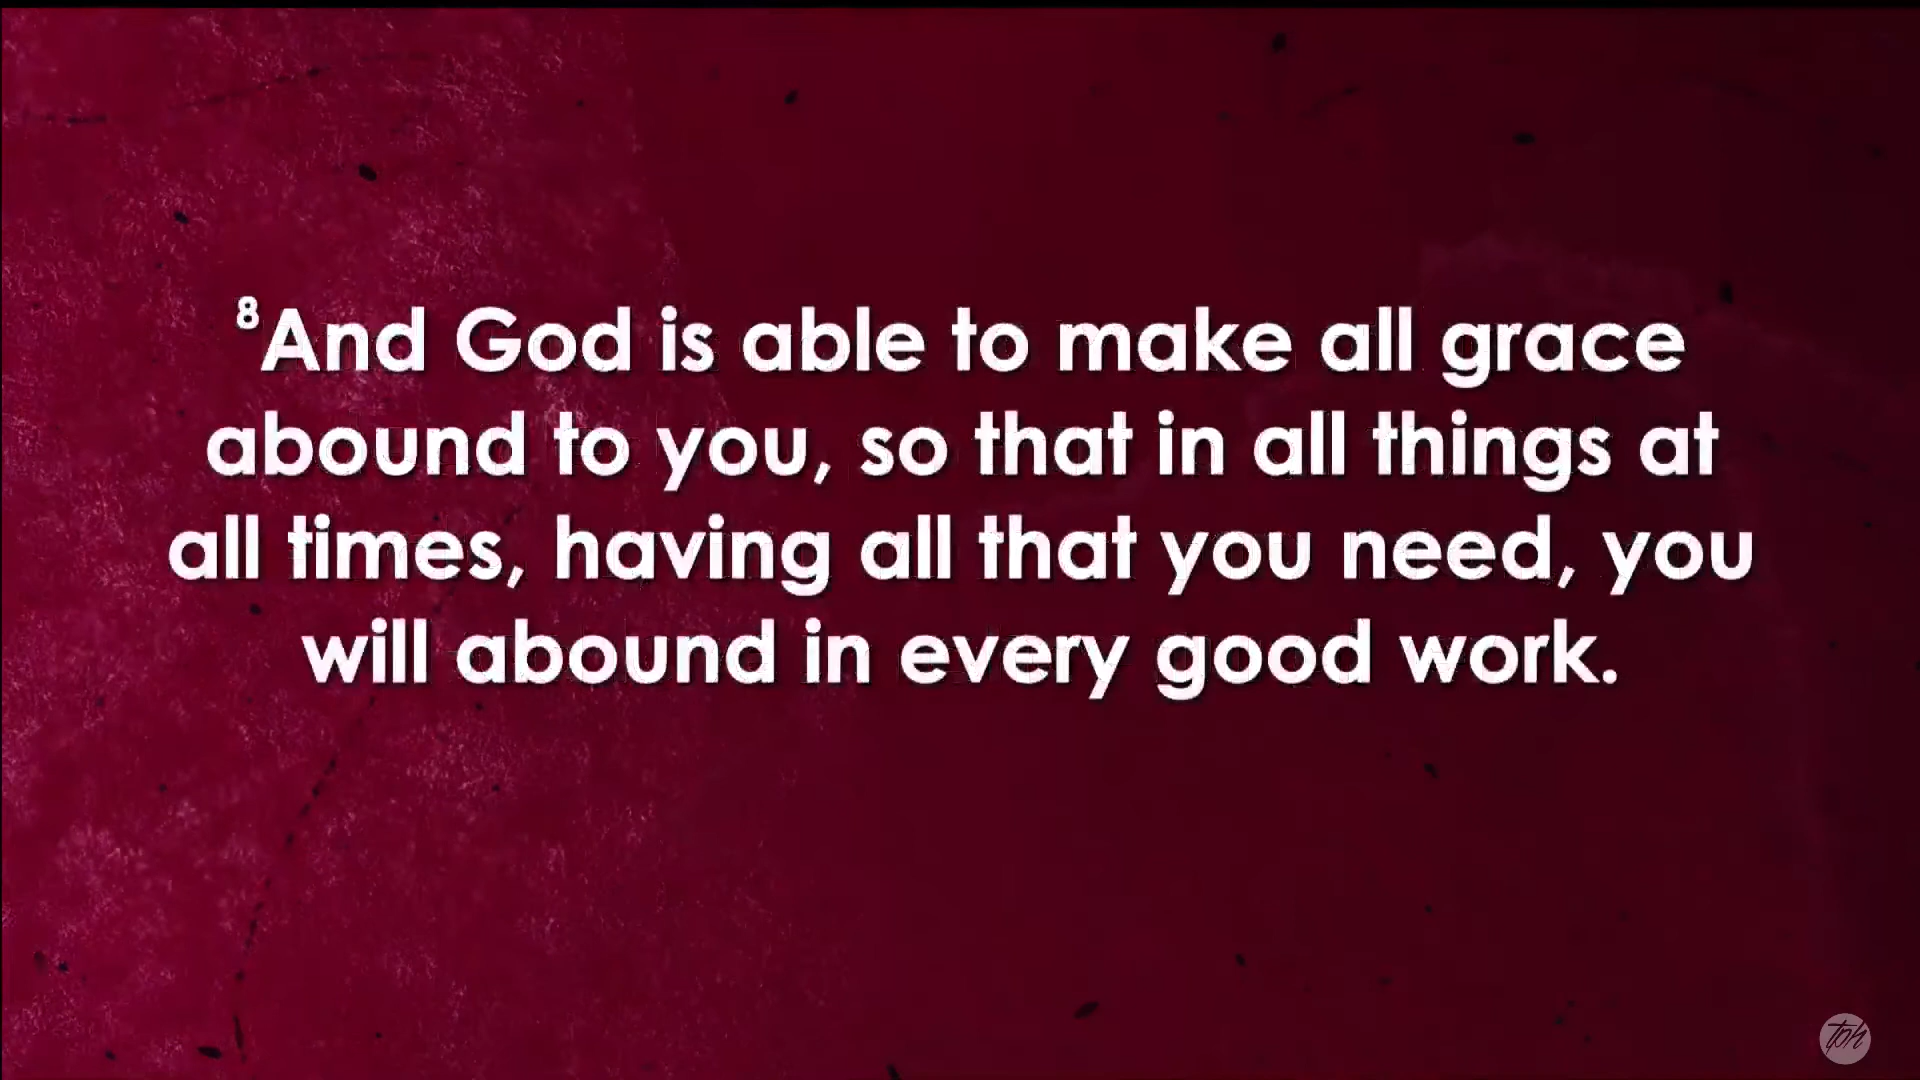 ⁸And God is able to make all grace
abound to you, so that in all things at
all times, having all that you need, you
will abound in every good work.
tph